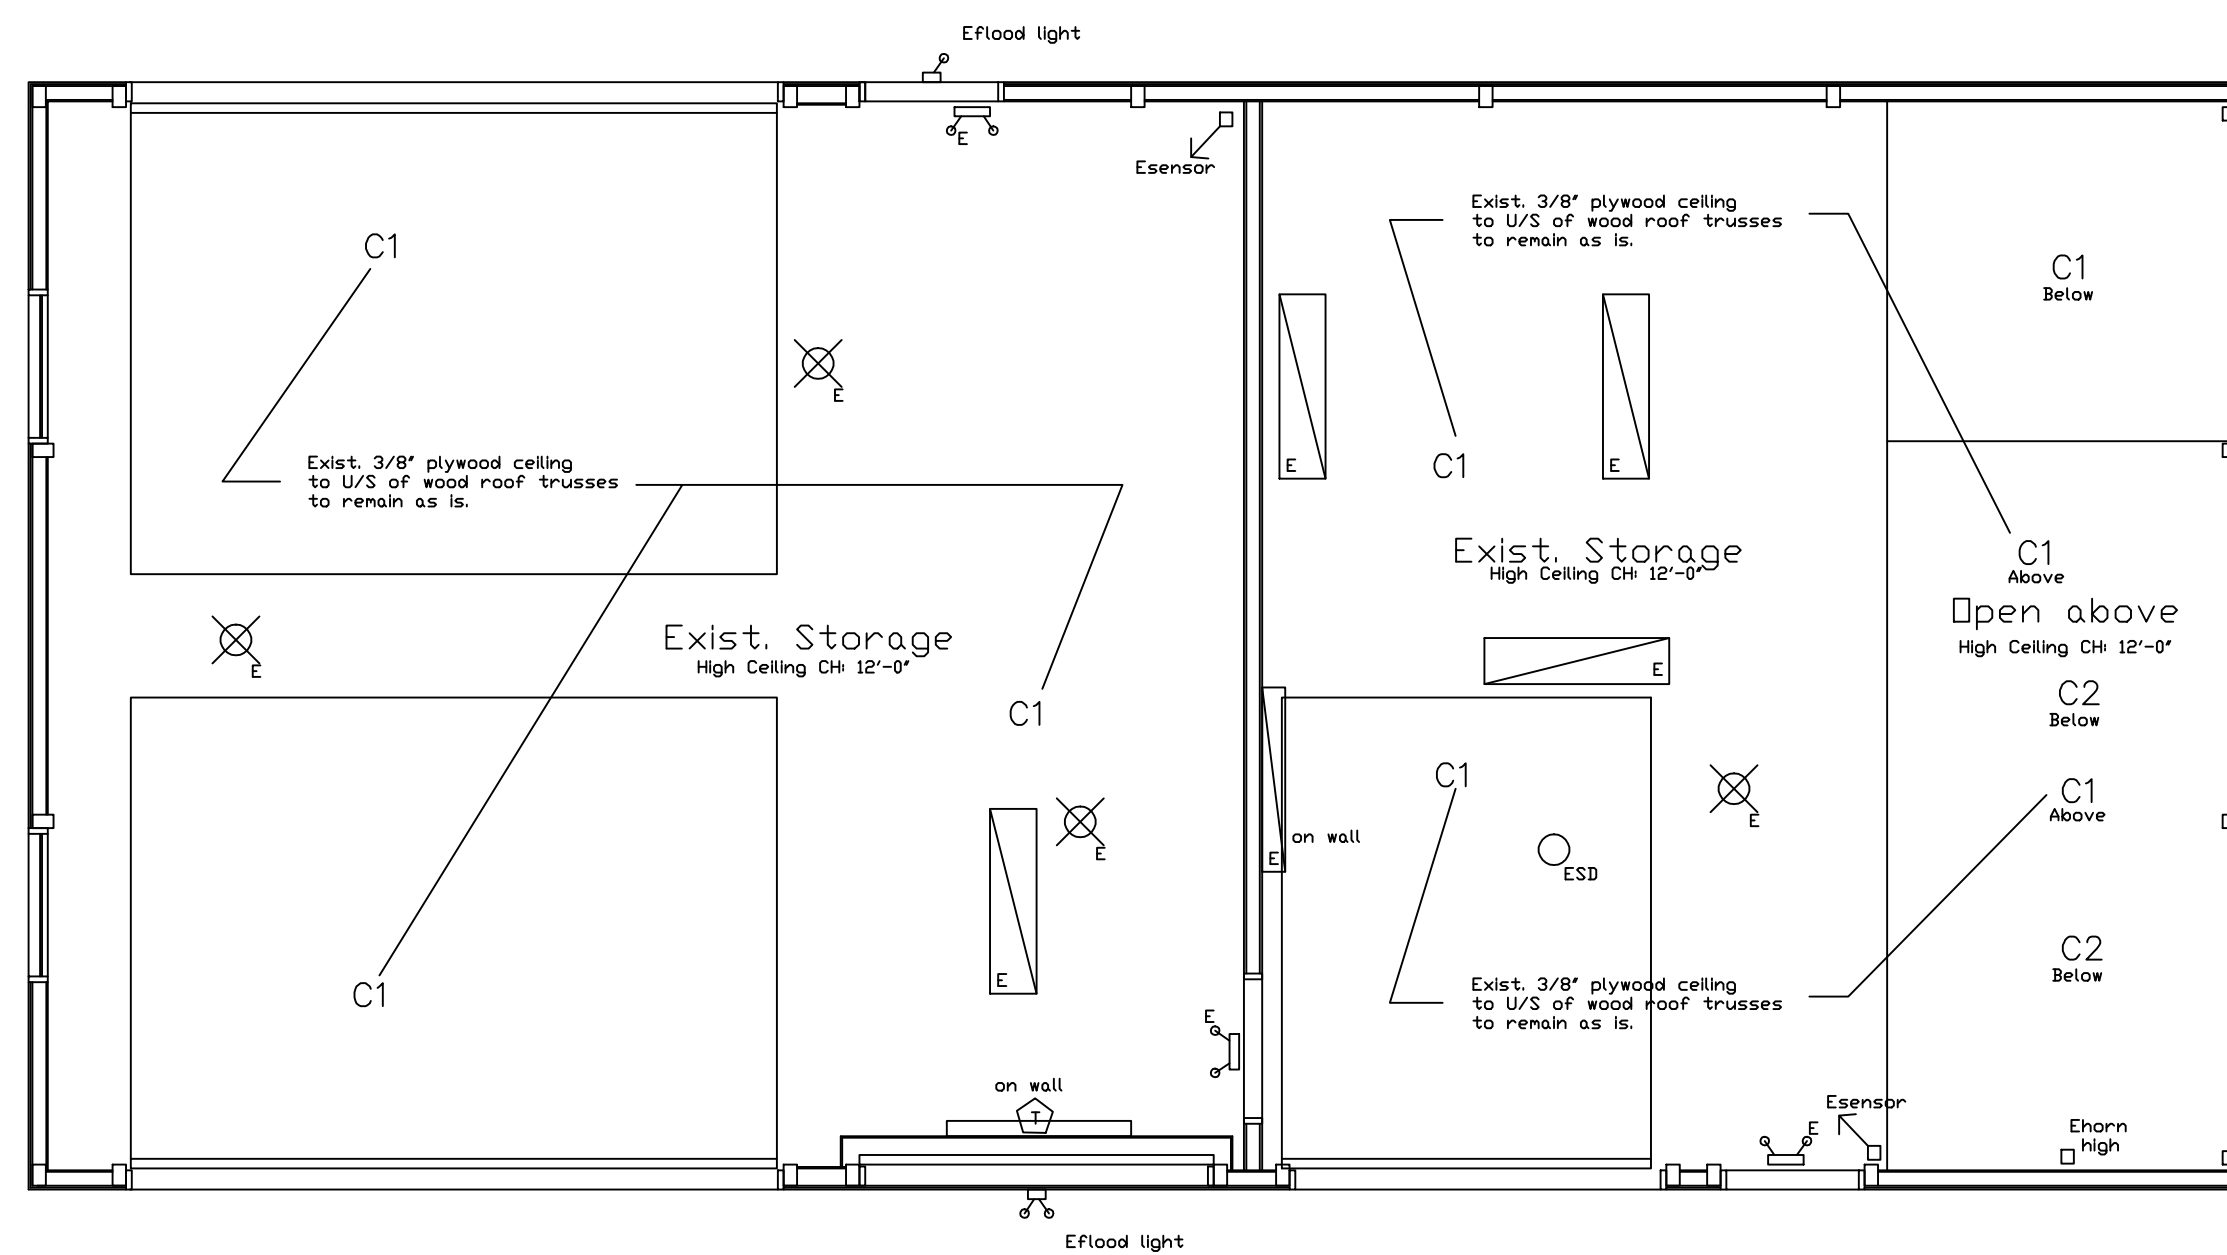 Eflood light
E
Esensor
C1
Exist. 3/8" plywood ceiling
to U/S of wood roof trusses
to remain as is.
C1
Below
E
E
E
Exist. 3/8" plywood ceiling
to U/S of wood roof trusses
to remain as is.
C1
Exist. Storage
High Ceiling CH: 12'-0"
C1
Above
Open above
High Ceiling CH: 12'-0"
E
Exist. Storage
High Ceiling CH: 12'-0"
E
C2
Below
C1
C1
C1
Above
E
E
E
on wall
ESD
C2
Below
E
C1
Exist. 3/8" plywood ceiling
to U/S of wood roof trusses
to remain as is.
E
on wall
T
Esensor
E
Ehorn
high
Eflood light